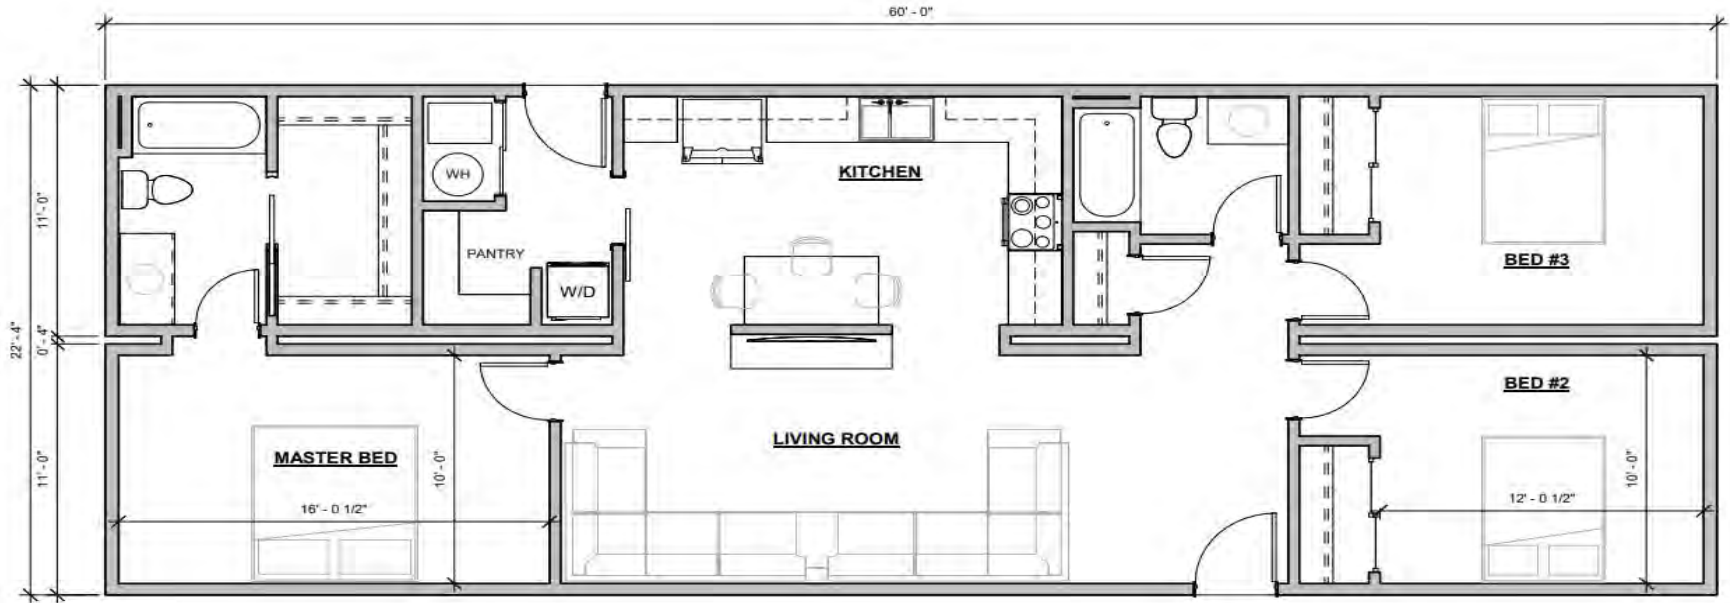 60' - 0"
22' - 4"
11' - 0"
0' - 4"
11' - 0"
WH
KITCHEN
PANTRY
W/D
BED #3
BED #2
MASTER BED
LIVING ROOM
10' - 0"
16' - 0 1/2"
12' - 0 1/2"
10' - 0"